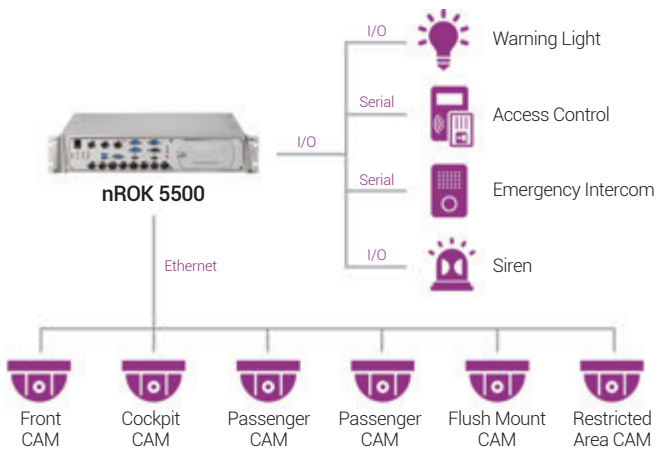 I/O
Warning Light
Serial
Access Control
I/O
nROK 5500
Serial
Emergency Intercom
Ethernet
I/O
Siren
Front
CAM
Cockpit
CAM
Passenger
CAM
Passenger
CAM
Flush Mount
CAM
Restricted
Area CAM